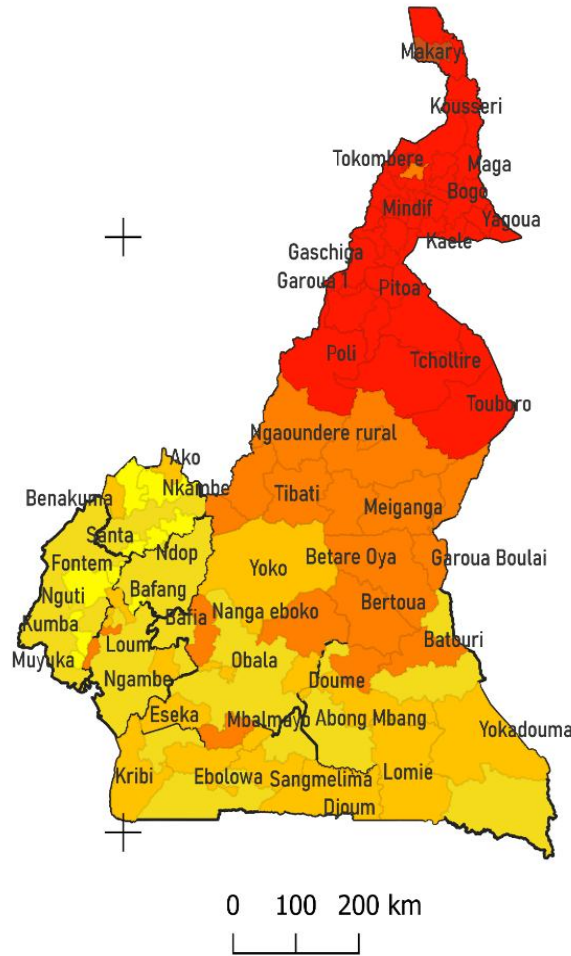 Makary
Kousseri
Tokombere
Maga
Bogo
Mindif
Yagoua
Kaele
Gaschiga
Garoua 1
Pitoa
Poli
Tchollire
Touboro
Ngaoundere rural
Ako
Nkambe
Benakuma
Tibati
Meiganga
Santa
Ndop
Betare Oya
Garoua Boulai
Fontem
Yoko
Bafang
Nguti
Bertoua
Nanga eboko
Bafia
Kumba
Batouri
Loum
Muyuka
Obala
Ngambe
Doume
Eseka
Mbalmayo
Abong Mbang
Yokadouma
Kribi
Ebolowa
Sangmelima
Lomie
Djoum
0 100 200 km